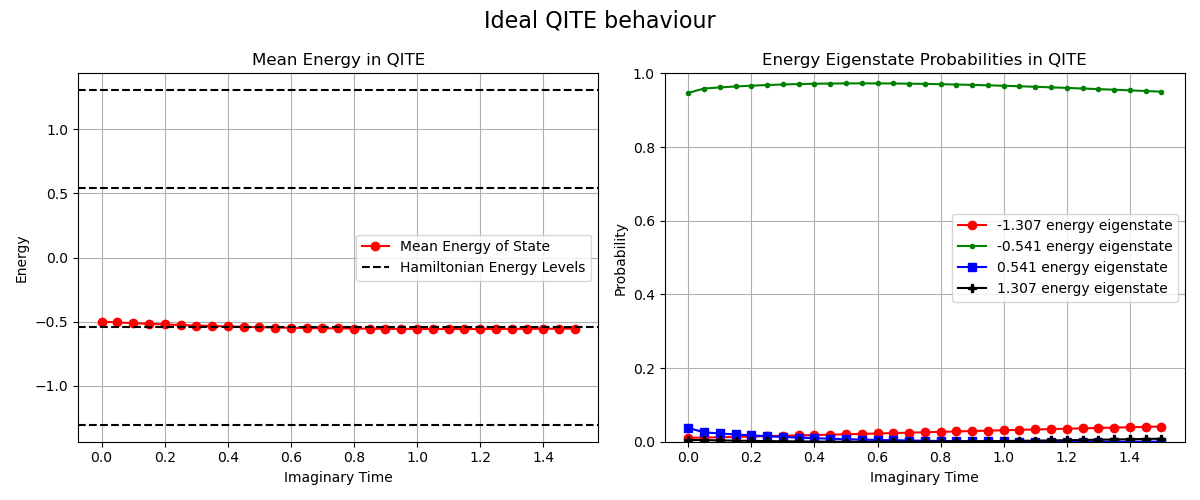 Ideal QITE behaviour
Mean Energy in QITE
1.0
0.5
0.0
−0.5
−1.0
Energy
Mean Energy of State
Hamiltonian Energy Levels
0.0 0.2 0.4 0.6 0.8 1.0 1.2 1.4
Imaginary Time
Energy Eigenstate Probabilities in QITE
1.0
0.8
0.6
0.4
0.2
0.0
Probability
-1.307 energy eigenstate
-0.541 energy eigenstate
0.541 energy eigenstate
1.307 energy eigenstate
0.0 0.2 0.4 0.6 0.8 1.0 1.2 1.4
Imaginary Time